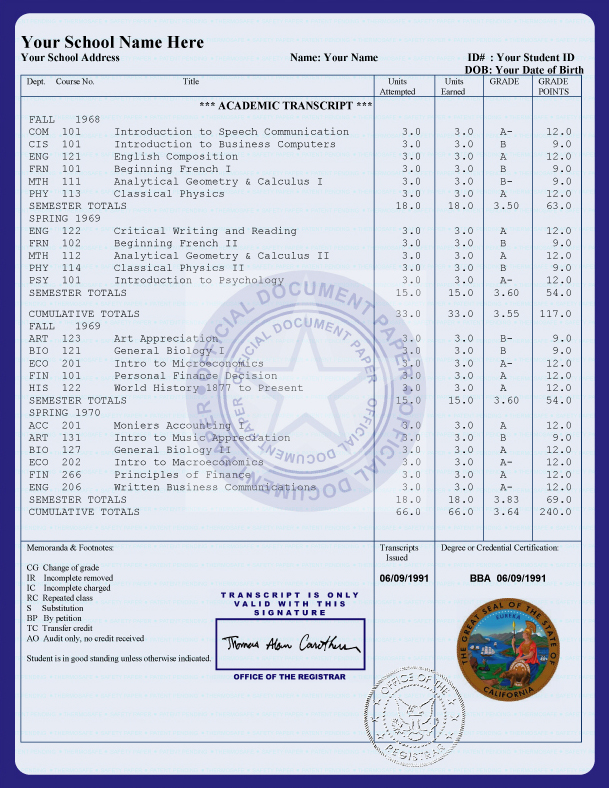 Your School Name Here
Your School Address Name: Your Name ID# : Your Student ID
DOB: Your Date of Birth
Dept. Course No. Title Units Attempted Units Earned GRADE GRADE POINTS
*** ACADEMIC TRANSCRIPT ***
FALL 1968
COM 101 Introduction to Speech Communication 3.0 3.0 A- 12.0
CIS 101 Introduction to Business Computers 3.0 3.0 B 9.0
ENG 121 English Composition 3.0 3.0 A 12.0
FRN 101 Beginning French I 3.0 3.0 B 9.0
MTH 111 Analytical Geometry & Calculus I 3.0 3.0 B- 9.0
PHY 113 Classical Physics 3.0 3.0 A 12.0
SEMESTER TOTALS 18.0 18.0 3.50 63.0
SPRING 1969
ENG 122 Critical Writing and Reading 3.0 3.0 A 12.0
FRN 102 Beginning French II 3.0 3.0 B 9.0
MTH 112 Analytical Geometry & Calculus II 3.0 3.0 A 12.0
PHY 114 Classical Physics II 3.0 3.0 B 9.0
PSY 101 Introduction to Psychology 3.0 3.0 A- 12.0
SEMESTER TOTALS 15.0 15.0 3.60 54.0
CUMULATIVE TOTALS 33.0 33.0 3.55 117.0
FALL 1969
ART 123 Art Appreciation 3.0 3.0 B- 9.0
BIO 121 General Biology I 3.0 3.0 B 9.0
ECO 201 Intro to Microeconomics 3.0 3.0 A- 12.0
FIN 101 Personal Finance Decision 3.0 3.0 A 12.0
HIS 122 World History 1877 to Present 3.0 3.0 A 12.0
SEMESTER TOTALS 15.0 15.0 3.60 54.0
SPRING 1970
ACC 201 Moniers Accounting I 3.0 3.0 A 12.0
ART 131 Intro to Music Appreciation 3.0 3.0 B 9.0
BIO 127 General Biology II 3.0 3.0 A 12.0
ECO 202 Intro to Macroeconomics 3.0 3.0 A- 12.0
FIN 266 Principles of Finance 3.0 3.0 A 12.0
ENG 206 Written Business Communications 3.0 3.0 A- 12.0
SEMESTER TOTALS 18.0 18.0 3.83 69.0
CUMULATIVE TOTALS 66.0 66.0 3.64 240.0
OFFICIAL DOCUMENT PAPER
OFFICIAL DOCUMENT PAPER
OFFICIAL DOCUMENT PAPER
OFFICIAL DOCUMENT PAPER
Memoranda & Footnotes: Transcripts Issued Degree or Credential Certification:
CG Change of grade
IR Incomplete removed 06/09/1991 BBA 06/09/1991
IC Incomplete charged
RC Repeated class
S Substitution
BP By petition
TC Transfer credit
AO Audit only, no credit received
Student is in good standing unless otherwise indicated.
TRANSCRIPT IS ONLY
VALID WITH THIS
SIGNATURE
Thomas Alan Carothers
OFFICE OF THE REGISTRAR
THE GREAT SEAL OF THE STATE OF CALIFORNIA
EUREKA
OFFICE OF THE REGISTRAR